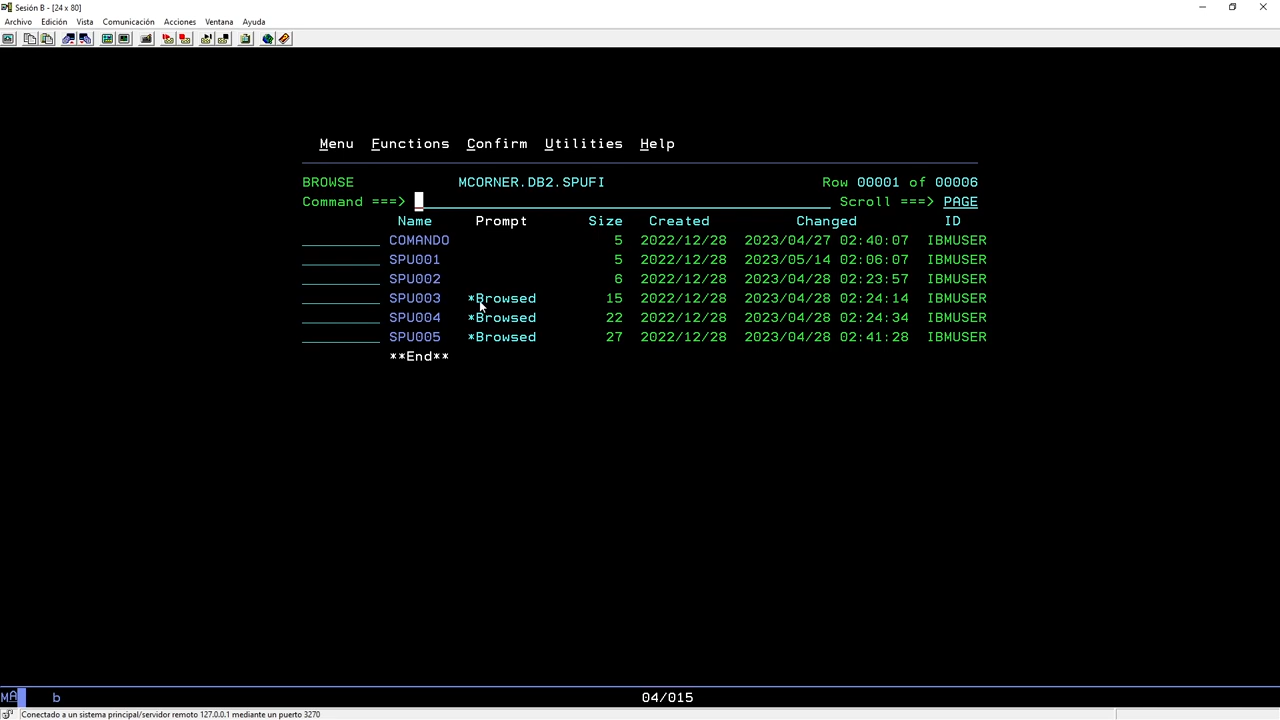 Sesión B - [24 x 80]
Archivo Edición Vista Comunicación Acciones Ventana Ayuda
Menu Functions Confirm Utilities Help
BROWSE MCORNER.DB2.SPUFI Row 00001 of 00006
Command ===> Scroll ===> PAGE
Name Prompt Size Created Changed ID
COMANDO 5 2022/12/28 2023/04/27 02:40:07 IBMUSER
SPU001 5 2022/12/28 2023/05/14 02:06:07 IBMUSER
SPU002 6 2022/12/28 2023/04/28 02:23:57 IBMUSER
SPU003 *Browsed 15 2022/12/28 2023/04/28 02:24:14 IBMUSER
SPU004 *Browsed 22 2022/12/28 2023/04/28 02:24:34 IBMUSER
SPU005 *Browsed 27 2022/12/28 2023/04/28 02:41:28 IBMUSER
**End**
MA b 04/015
Conectado a un sistema principal/servidor remoto 127.0.0.1 mediante un puerto 3270